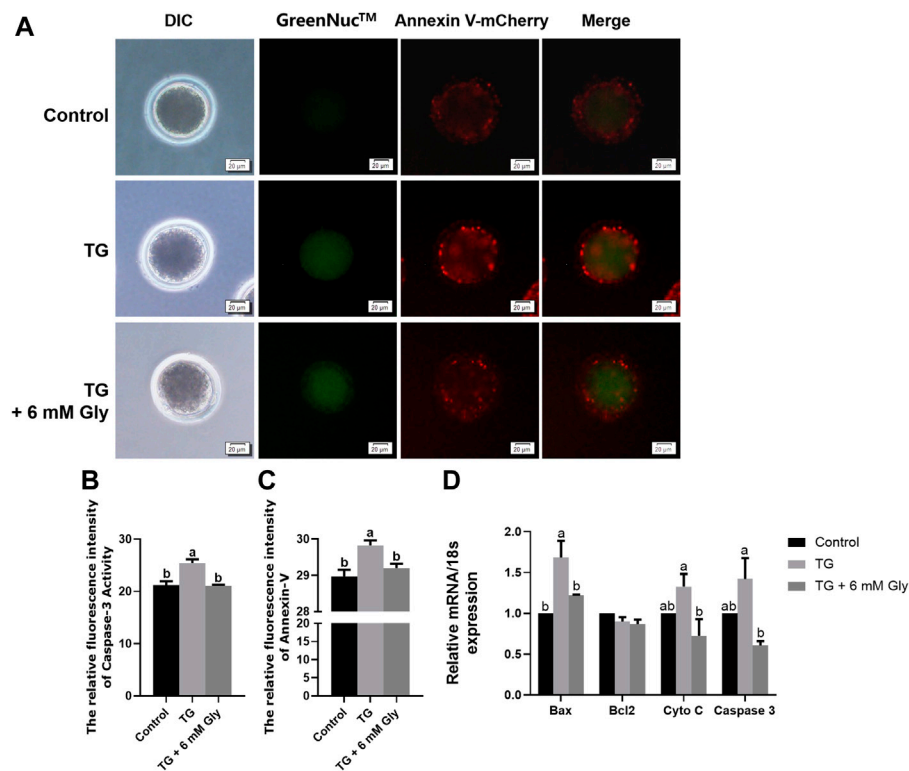 A
DIC
GreenNuc™
Annexin V-mCherry
Merge
Control
20 µm
20 µm
20 µm
20 µm
TG
20 µm
20 µm
20 µm
20 µm
TG
+ 6 mM Gly
20 µm
20 µm
20 µm
20 µm
B
The relative fluorescence intensity
of Caspase-3 Activity
30
20
10
0
b
a
b
Control
TG
TG + 6 mM Gly
C
The relative fluorescence intensity
of Annexin-V
30
29
28
20
15
10
5
0
b
a
b
Control
TG
TG + 6 mM Gly
D
Relative mRNA/18s
expression
2.0
1.5
1.0
0.5
0.0
b
a
b
ab
a
b
ab
a
b
Bax
Bcl2
Cyto C
Caspase 3
Control
TG
TG + 6 mM Gly